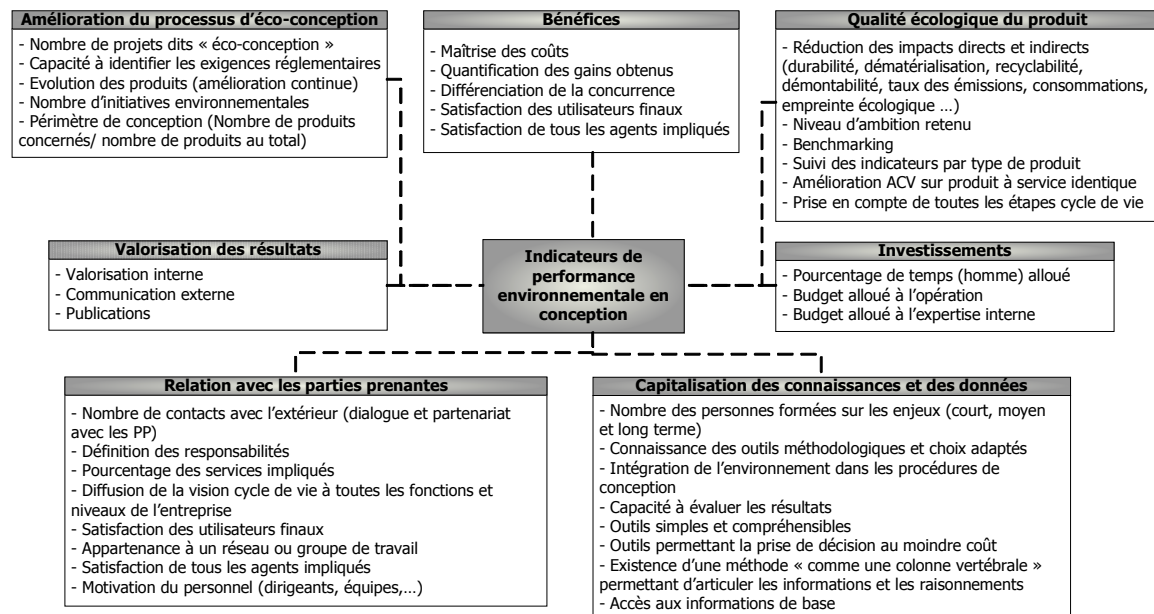 Amélioration du processus d'éco-conception
- Nombre de projets dits « éco-conception »
- Capacité à identifier les exigences réglementaires
- Evolution des produits (amélioration continue)
- Nombre d'initiatives environnementales
- Périmètre de conception (Nombre de produits
concernés/ nombre de produits au total)
Bénéfices
- Maîtrise des coûts
- Quantification des gains obtenus
- Différenciation de la concurrence
- Satisfaction des utilisateurs finaux
- Satisfaction de tous les agents impliqués
Qualité écologique du produit
- Réduction des impacts directs et indirects
(durabilité, dématérialisation, recyclabilité,
démontabilité, taux des émissions, consommations,
empreinte écologique …)
- Niveau d'ambition retenu
- Benchmarking
- Suivi des indicateurs par type de produit
- Amélioration ACV sur produit à service identique
- Prise en compte de toutes les étapes cycle de vie
Valorisation des résultats
- Valorisation interne
- Communication externe
- Publications
Indicateurs de
performance
environnementale en
conception
Investissements
- Pourcentage de temps (homme) alloué
- Budget alloué à l'opération
- Budget alloué à l'expertise interne
Relation avec les parties prenantes
- Nombre de contacts avec l'extérieur (dialogue et partenariat
avec les PP)
- Définition des responsabilités
- Pourcentage des services impliqués
- Diffusion de la vision cycle de vie à toutes les fonctions et
niveaux de l'entreprise
- Satisfaction des utilisateurs finaux
- Appartenance à un réseau ou groupe de travail
- Satisfaction de tous les agents impliqués
- Motivation du personnel (dirigeants, équipes,…)
Capitalisation des connaissances et des données
- Nombre des personnes formées sur les enjeux (court, moyen
et long terme)
- Connaissance des outils méthodologiques et choix adaptés
- Intégration de l'environnement dans les procédures de
conception
- Capacité à évaluer les résultats
- Outils simples et compréhensibles
- Outils permettant la prise de décision au moindre coût
- Existence d'une méthode « comme une colonne vertébrale »
permettant d'articuler les informations et les raisonnements
- Accès aux informations de base